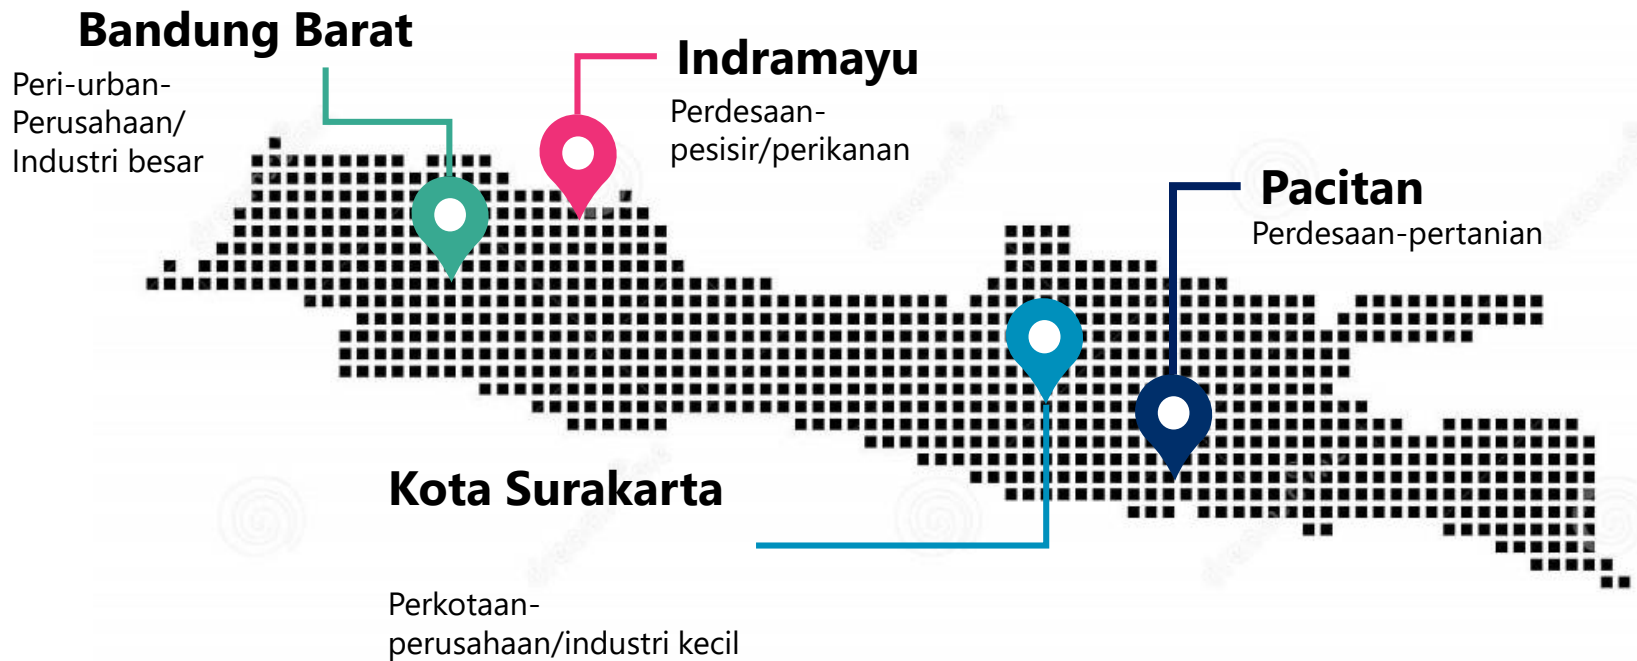 Bandung Barat
Peri-urban-
Perusahaan/
Industri besar
Indramayu
Perdesaan-
pesisir/perikanan
Pacitan
Perdesaan-pertanian
Kota Surakarta
Perkotaan-
perusahaan/industri kecil